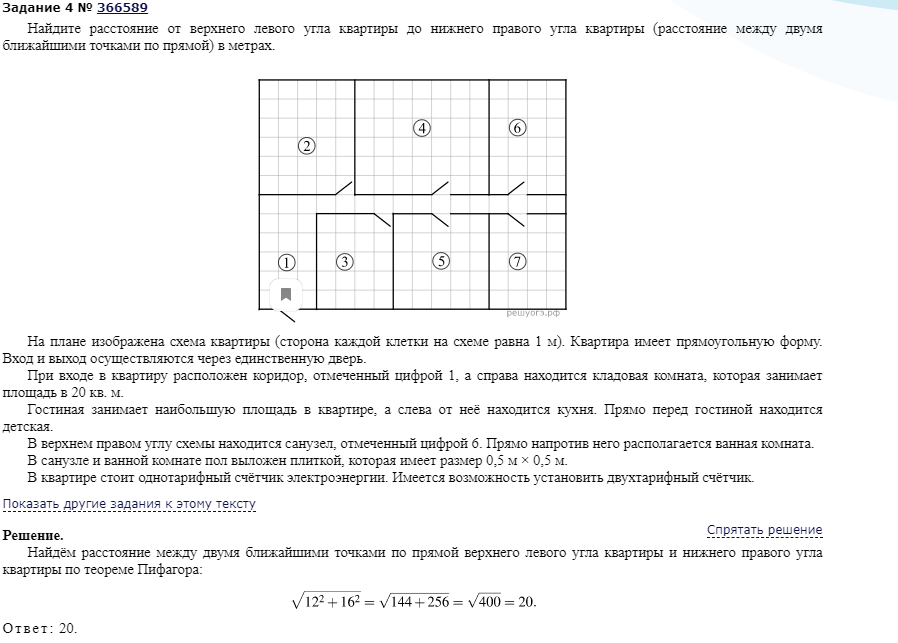 Задание 4 № 366589
Найдите расстояние от верхнего левого угла квартиры до нижнего правого угла квартиры (расстояние между двумя
ближайшими точками по прямой) в метрах.
4
6
2
1
3
5
7
решуогэ.рф
На плане изображена схема квартиры (сторона каждой клетки на схеме равна 1 м). Квартира имеет прямоугольную форму.
Вход и выход осуществляются через единственную дверь.
При входе в квартиру расположен коридор, отмеченный цифрой 1, а справа находится кладовая комната, которая занимает
площадь в 20 кв. м.
Гостиная занимает наибольшую площадь в квартире, а слева от неё находится кухня. Прямо перед гостиной находится
детская.
В верхнем правом углу схемы находится санузел, отмеченный цифрой 6. Прямо напротив него располагается ванная комната.
В санузле и ванной комнате пол выложен плиткой, которая имеет размер 0,5 м × 0,5 м.
В квартире стоит однотарифный счётчик электроэнергии. Имеется возможность установить двухтарифный счётчик.
Показать другие задания к этому тексту
Скрыть решение
Решение.
Найдём расстояние между двумя ближайшими точками по прямой верхнего левого угла квартиры и нижнего правого угла
квартиры по теореме Пифагора:
√(12² + 16²) = √(144 + 256) = √400 = 20.
Ответ: 20.